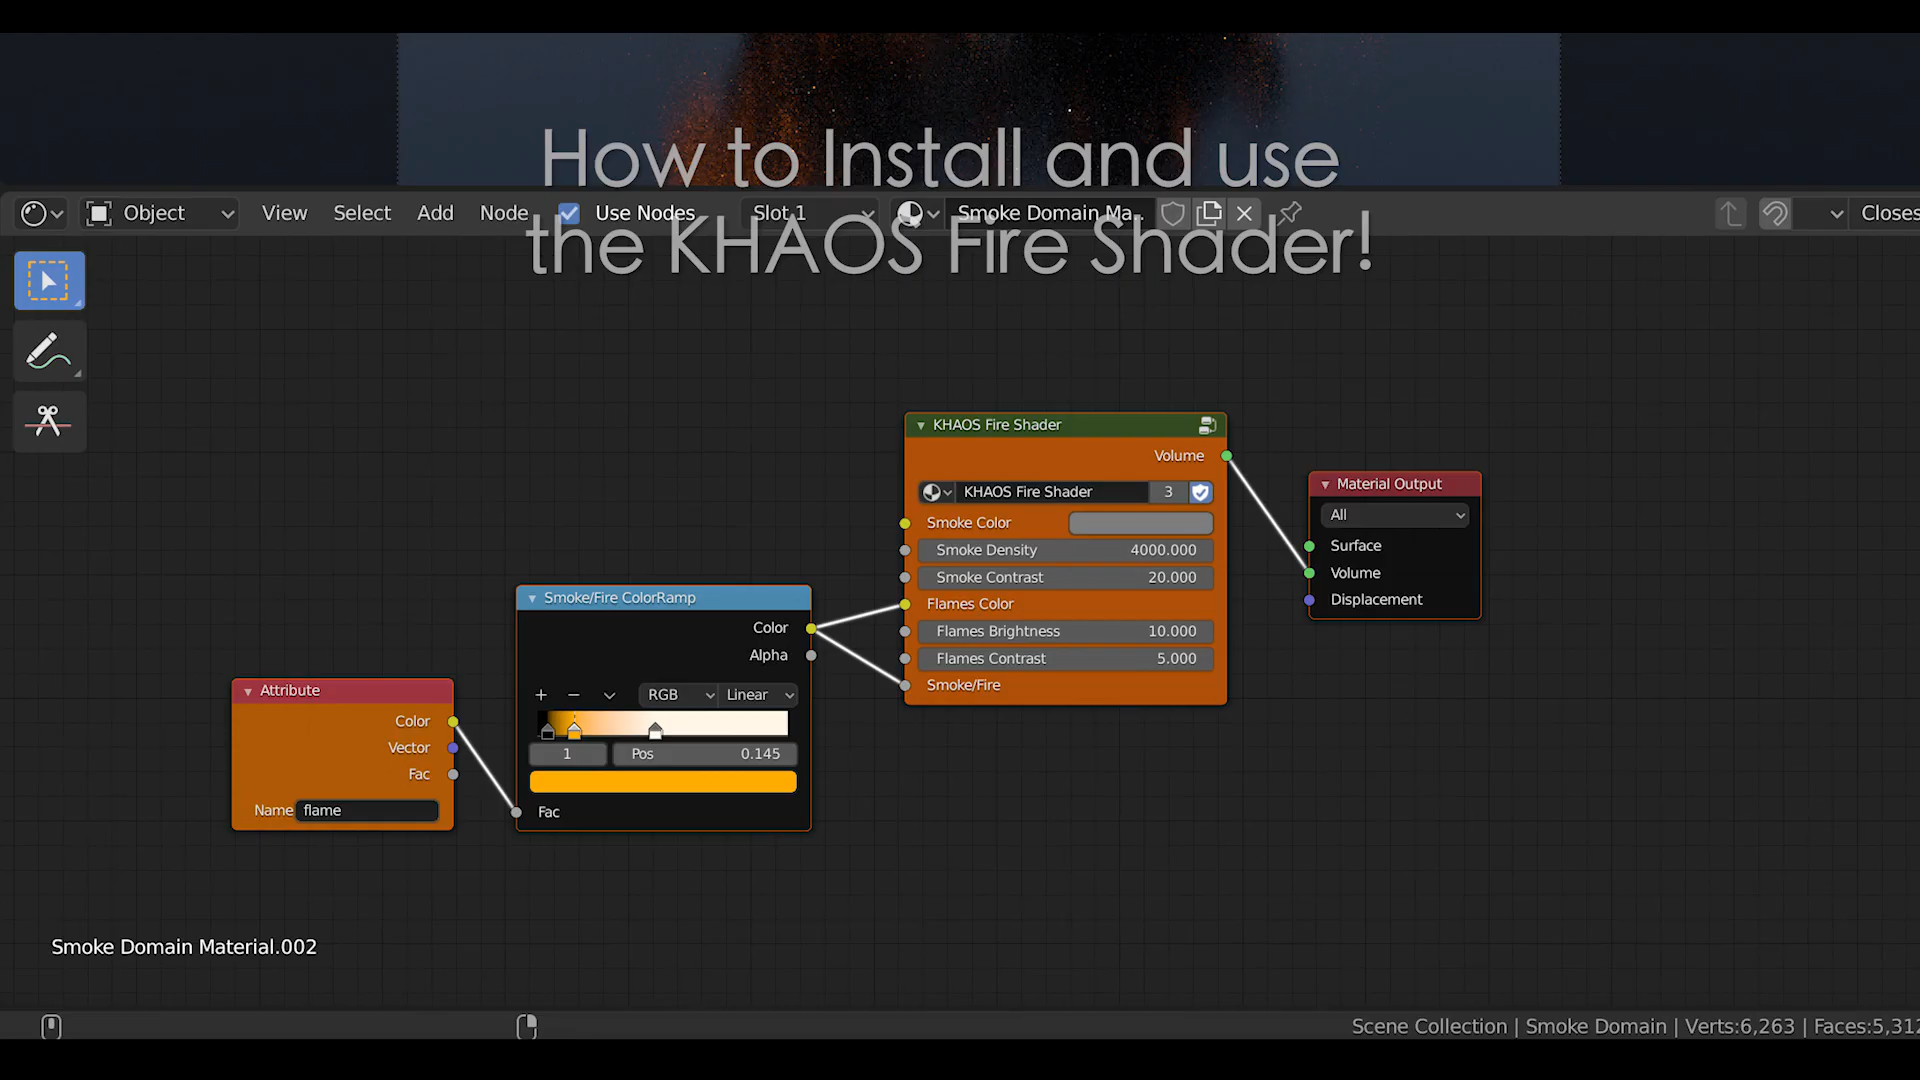 How to Install and use
the KHAOS Fire Shader!
Object View Select Add Node Use Nodes Slot 1 Smoke Domain Ma.. Closes
KHAOS Fire Shader
Volume
KHAOS Fire Shader 3
Smoke Color
Smoke Density 4000.000
Smoke Contrast 20.000
Flames Color
Flames Brightness 10.000
Flames Contrast 5.000
Smoke/Fire
Material Output
All
Surface
Volume
Displacement
Smoke/Fire ColorRamp
Color
Alpha
RGB Linear
1 Pos 0.145
Fac
Attribute
Color
Vector
Fac
Name flame
Smoke Domain Material.002
Scene Collection | Smoke Domain | Verts:6,263 | Faces:5,312